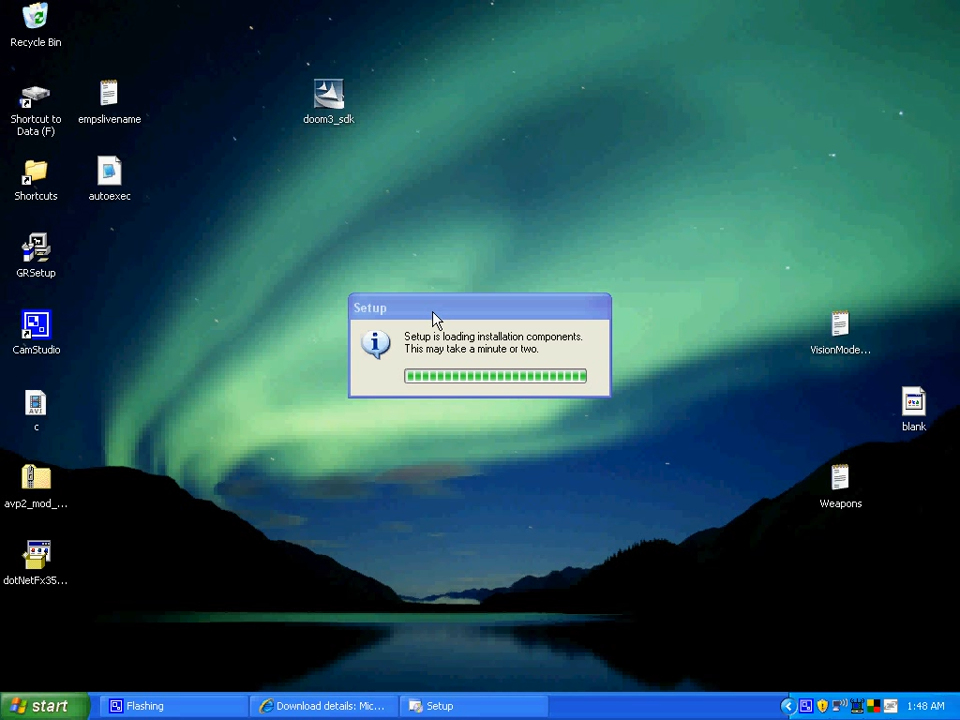 Recycle Bin
Shortcut to
Data (F)
empslivename
doom3_sdk
Shortcuts
autoexec
GRSetup
Setup
Setup is loading installation components.
This may take a minute or two.
CamStudio
VisionMode...
c
blank
avp2_mod_...
Weapons
dotNetFx35...
start
Flashing
Download details: Mic...
Setup
1:48 AM